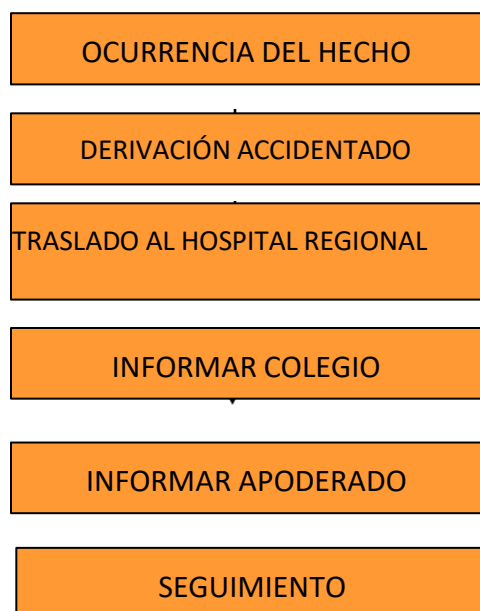 OCURRENCIA DEL HECHO
DERIVACIÓN ACCIDENTADO
TRASLADO AL HOSPITAL REGIONAL
INFORMAR COLEGIO
INFORMAR APODERADO
SEGUIMIENTO